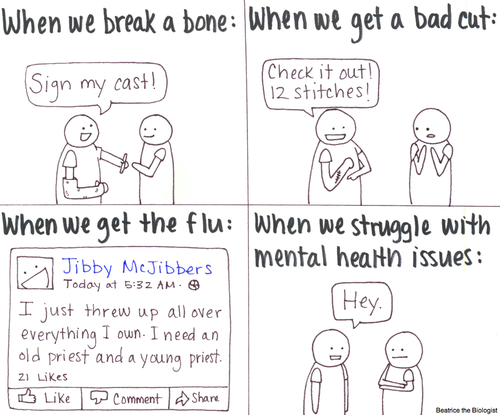 When we break a bone:
Sign my cast!
When we get a bad cut:
Check it out!
12 stitches!
When we get the flu:
Jibby McJibbers
Today at 5:32 AM ·
I just threw up all over
everything I own. I need an
old priest and a young priest.
21 Likes
Like Comment Share
When we struggle with
mental health issues:
Hey.
Beatrice the Biologist